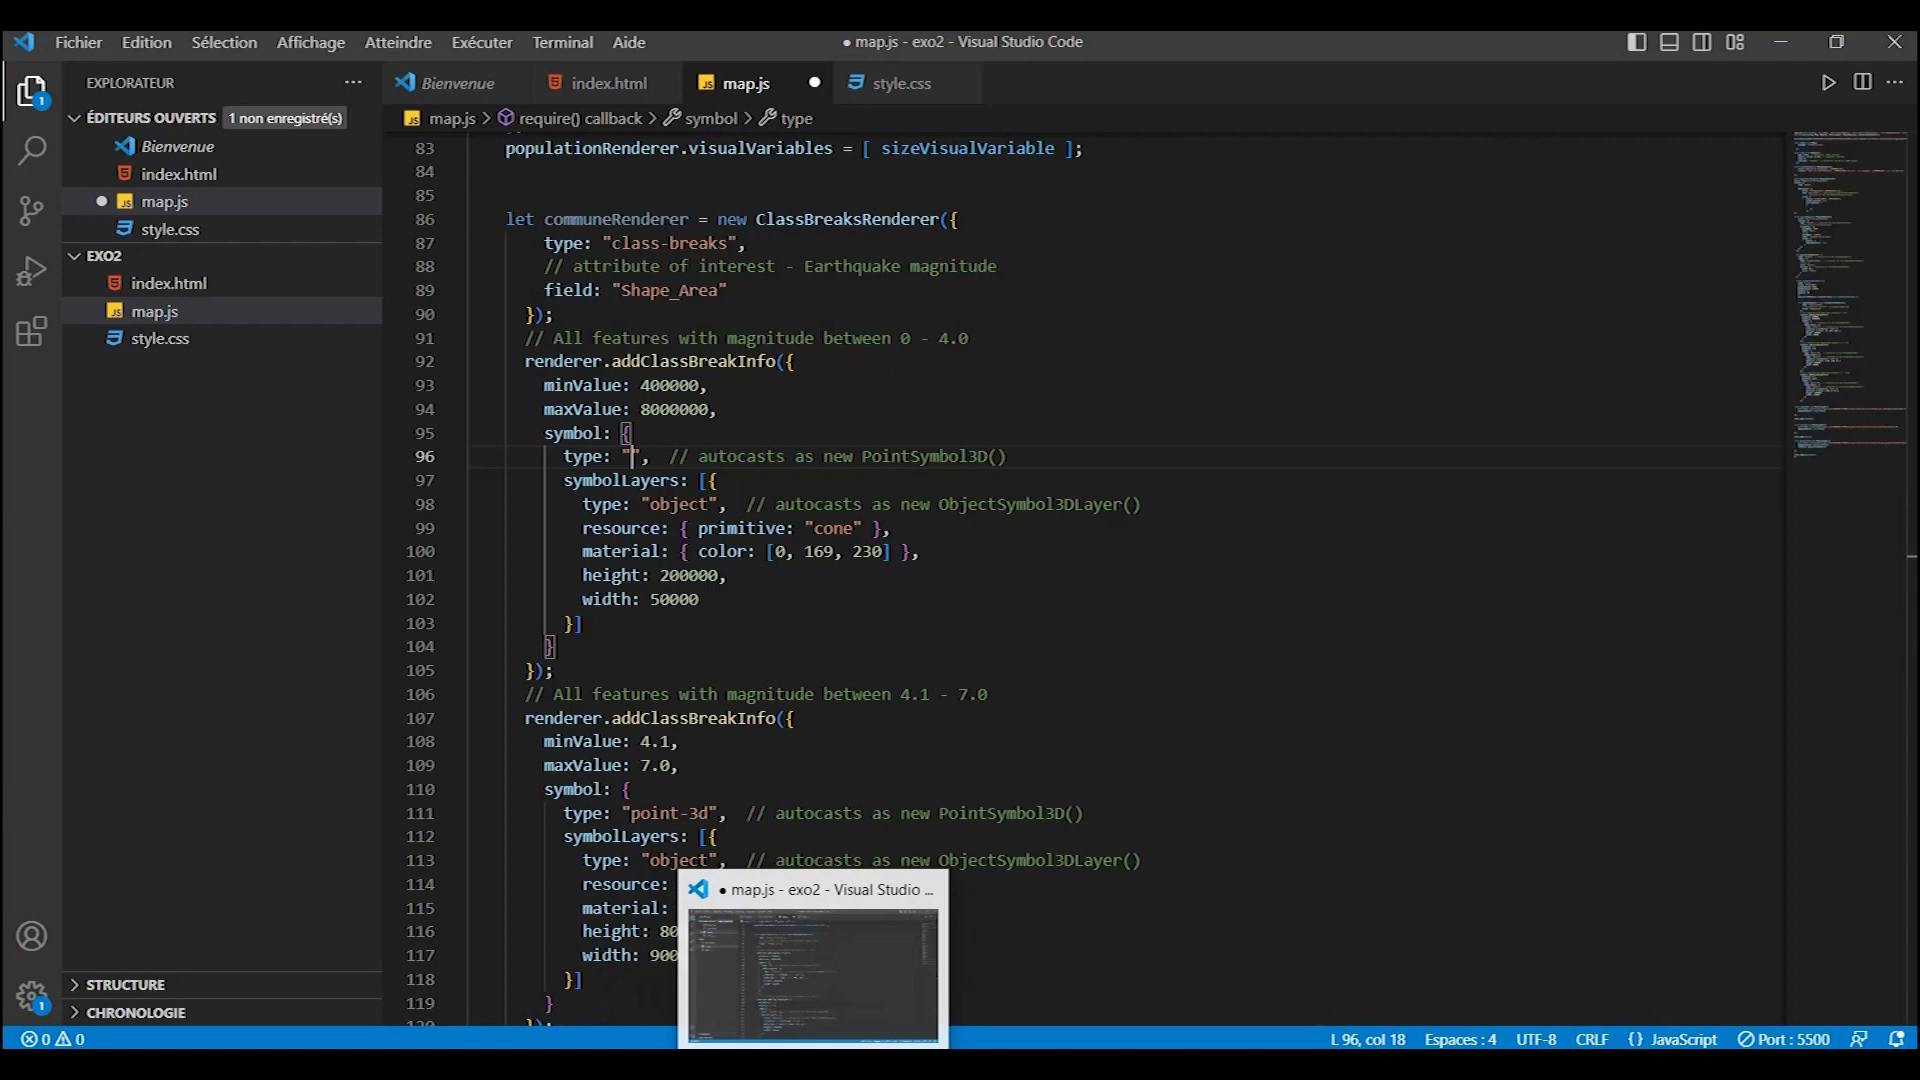 Fichier Edition Sélection Affichage Atteindre Exécuter Terminal Aide
● map.js - exo2 - Visual Studio Code
EXPLORATEUR
ÉDITEURS OUVERTS 1 non enregistré(s)
Bienvenue
index.html
map.js
style.css
EXO2
index.html
map.js
style.css
STRUCTURE
CHRONOLOGIE
1
1
Bienvenue index.html map.js style.css
map.js > require() callback > symbol > type
83 populationRenderer.visualVariables = [ sizeVisualVariable ];
84
85
86 let communeRenderer = new ClassBreaksRenderer({
87 type: "class-breaks",
88 // attribute of interest - Earthquake magnitude
89 field: "Shape_Area"
90 });
91 // All features with magnitude between 0 - 4.0
92 renderer.addClassBreakInfo({
93 minValue: 400000,
94 maxValue: 8000000,
95 symbol: {
96 type: "", // autocasts as new PointSymbol3D()
97 symbolLayers: [{
98 type: "object", // autocasts as new ObjectSymbol3DLayer()
99 resource: { primitive: "cone" },
100 material: { color: [0, 169, 230] },
101 height: 200000,
102 width: 50000
103 }]
104 }
105 });
106 // All features with magnitude between 4.1 - 7.0
107 renderer.addClassBreakInfo({
108 minValue: 4.1,
109 maxValue: 7.0,
110 symbol: {
111 type: "point-3d", // autocasts as new PointSymbol3D()
112 symbolLayers: [{
113 type: "object", // autocasts as new ObjectSymbol3DLayer()
114 resource:
115 material:
116 height: 80
117 width: 900
118 }]
119 }
120 });
● map.js - exo2 - Visual Studio ...
0 0
L 96, col 18 Espaces : 4 UTF-8 CRLF {} JavaScript Port : 5500